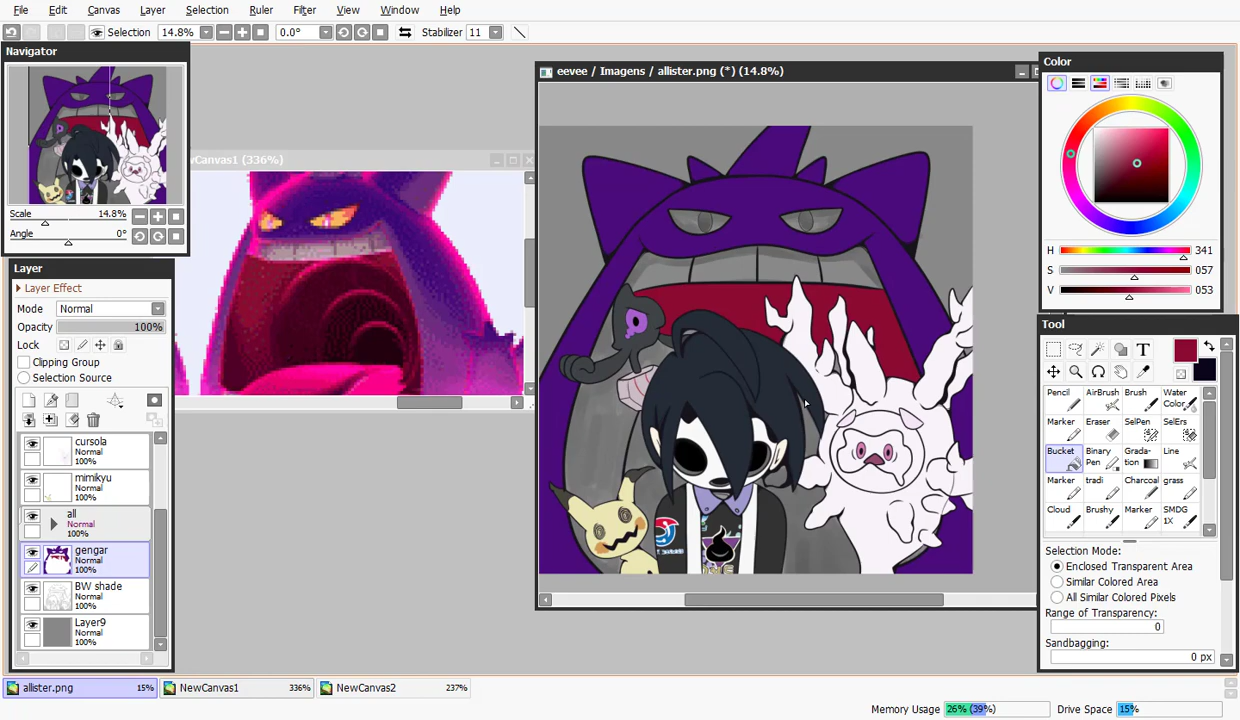 File Edit Canvas Layer Selection Ruler Filter View Window Help
Selection 14.8% 0.0° Stabilizer 11
Navigator
Scale 14.8%
Angle 0°
Layer
Layer Effect
Mode Normal
Opacity 100%
Lock
Clipping Group
Selection Source
cursola
Normal
100%
mimikyu
Normal
100%
all
Normal
100%
gengar
Normal
100%
BW shade
Normal
100%
Layer9
Normal
100%
wCanvas1 (336%)
eevee / Imagens / allister.png (*) (14.8%)
Color
H 341
S 057
V 053
Tool
T
Pencil AirBrush Brush Water Color
Marker Eraser SelPen SelErs
Bucket Binary Pen Gradation Line
Marker tradi Charcoal grass
Cloud Brushy Marker SMDG 1X
Selection Mode:
Enclosed Transparent Area
Similar Colored Area
All Similar Colored Pixels
Range of Transparency:
0
Sandbagging:
0 px
allister.png 15% NewCanvas1 336% NewCanvas2 237%
Memory Usage 26% (39%) Drive Space 15%